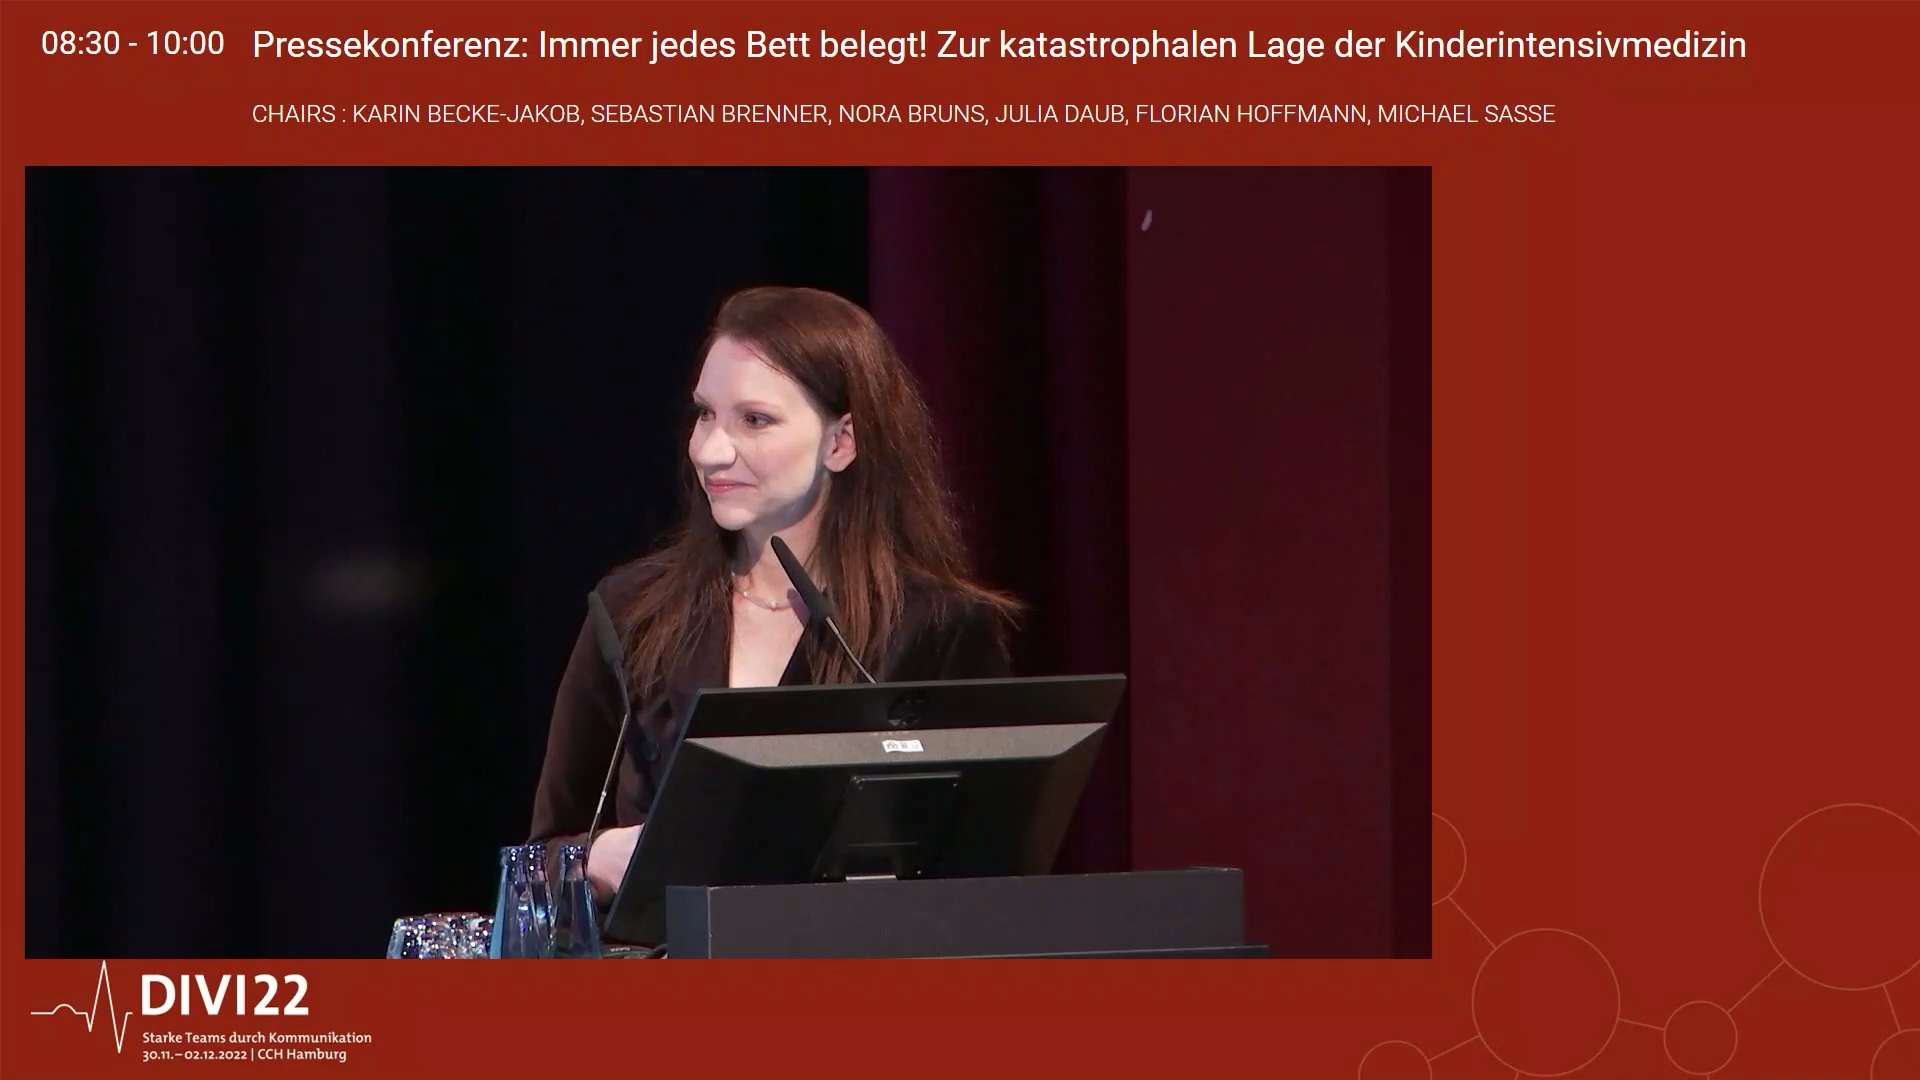 08:30 - 10:00 Pressekonferenz: Immer jedes Bett belegt! Zur katastrophalen Lage der Kinderintensivmedizin
CHAIRS : KARIN BECKE-JAKOB, SEBASTIAN BRENNER, NORA BRUNS, JULIA DAUB, FLORIAN HOFFMANN, MICHAEL SASSE
DIVI22
Starke Teams durch Kommunikation
30.11.–02.12.2022 | CCH Hamburg